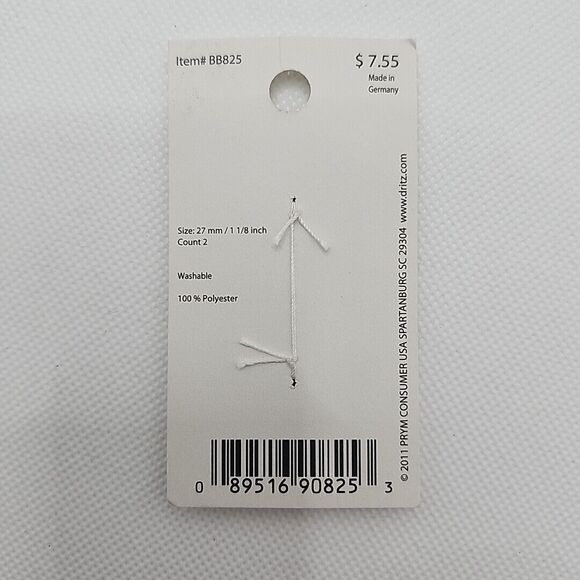 Item# BB825
$ 7.55
Made in
Germany
Size: 27 mm / 1 1/8 inch
Count 2
Washable
100 % Polyester
© 2011 PRYM CONSUMER USA SPARTANBURG SC 29304 www.dritz.com
0 89516 90825 3